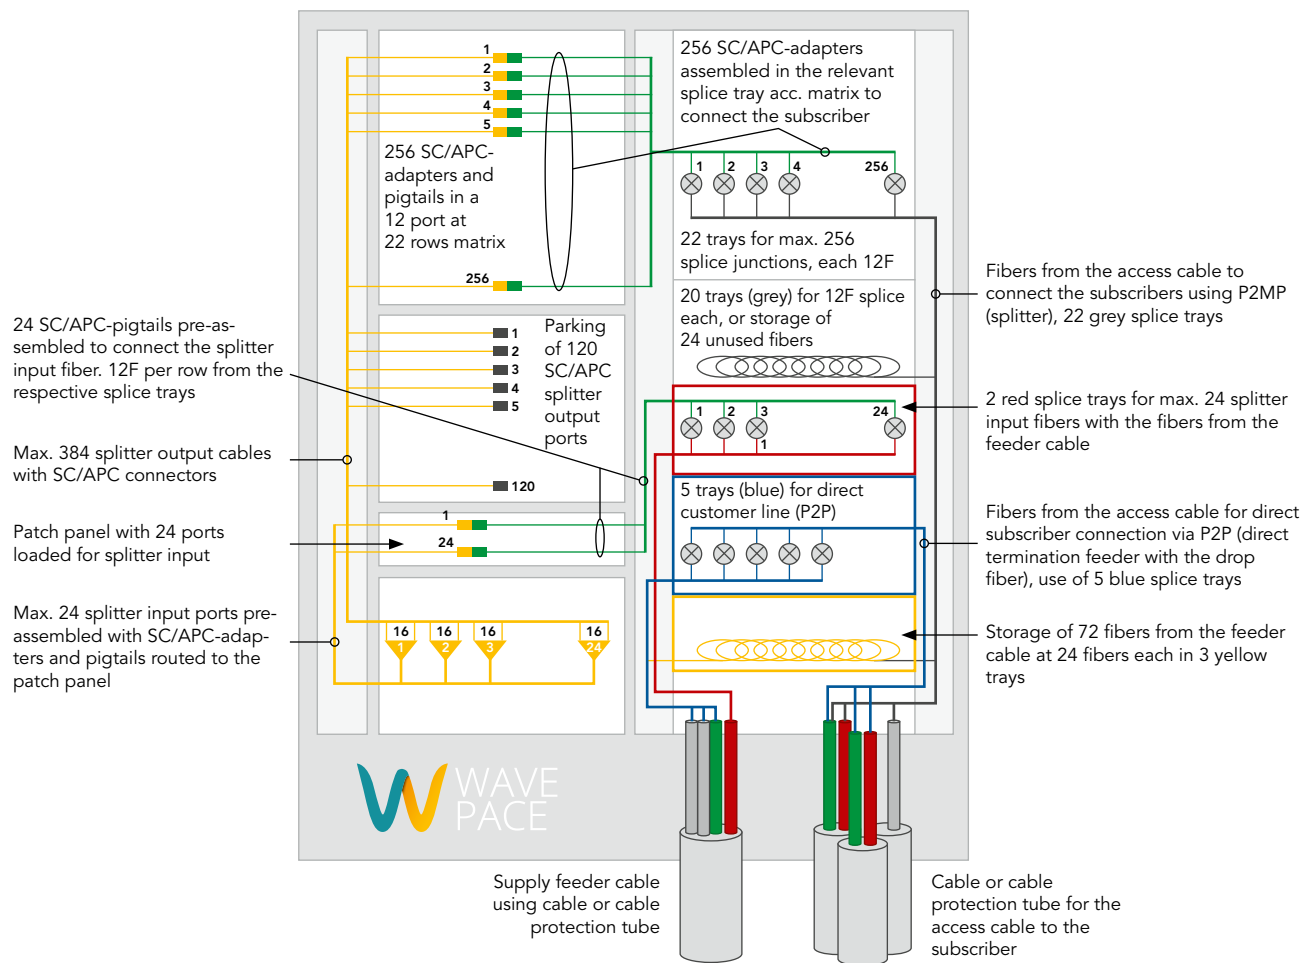 1
2
3
4
5
256 SC/APC-
adapters and
pigtails in a
12 port at
22 rows matrix
256
256 SC/APC-adapters
assembled in the relevant
splice tray acc. matrix to
connect the subscriber
1 2 3 4 256
22 trays for max. 256
splice junctions, each 12F
20 trays (grey) for 12F splice
each, or storage of
24 unused fibers
Fibers from the access cable to
connect the subscribers using P2MP
(splitter), 22 grey splice trays
24 SC/APC-pigtails pre-as-
sembled to connect the splitter
input fiber. 12F per row from the
respective splice trays
1
2
3
4
5
120
Parking
of 120
SC/APC
splitter
output
ports
1 2 3 24
1
2 red splice trays for max. 24 splitter
input fibers with the fibers from the
feeder cable
Max. 384 splitter output cables
with SC/APC connectors
5 trays (blue) for direct
customer line (P2P)
Fibers from the access cable for direct
subscriber connection via P2P (direct
termination feeder with the drop
fiber), use of 5 blue splice trays
Patch panel with 24 ports
loaded for splitter input
1
24
Max. 24 splitter input ports pre-
assembled with SC/APC-adap-
ters and pigtails routed to the
patch panel
16 16 16 16
1 2 3 24
Storage of 72 fibers from the feeder
cable at 24 fibers each in 3 yellow
trays
WAVE
PACE
Supply feeder cable
using cable or cable
protection tube
Cable or cable
protection tube for the
access cable to the
subscriber